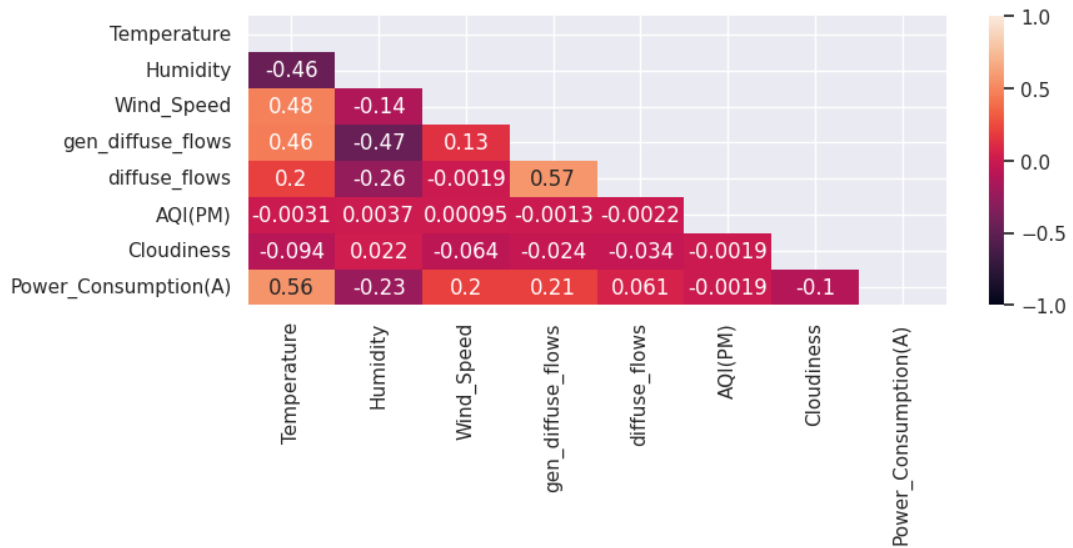 Temperature
Humidity -0.46
Wind_Speed 0.48 -0.14
gen_diffuse_flows 0.46 -0.47 0.13
diffuse_flows 0.2 -0.26 -0.0019 0.57
AQI(PM) -0.0031 0.0037 0.00095 -0.0013 -0.0022
Cloudiness -0.094 0.022 -0.064 -0.024 -0.034 -0.0019
Power_Consumption(A) 0.56 -0.23 0.2 0.21 0.061 -0.0019 -0.1
Temperature
Humidity
Wind_Speed
gen_diffuse_flows
diffuse_flows
AQI(PM)
Cloudiness
Power_Consumption(A)
1.0
0.5
0.0
−0.5
−1.0